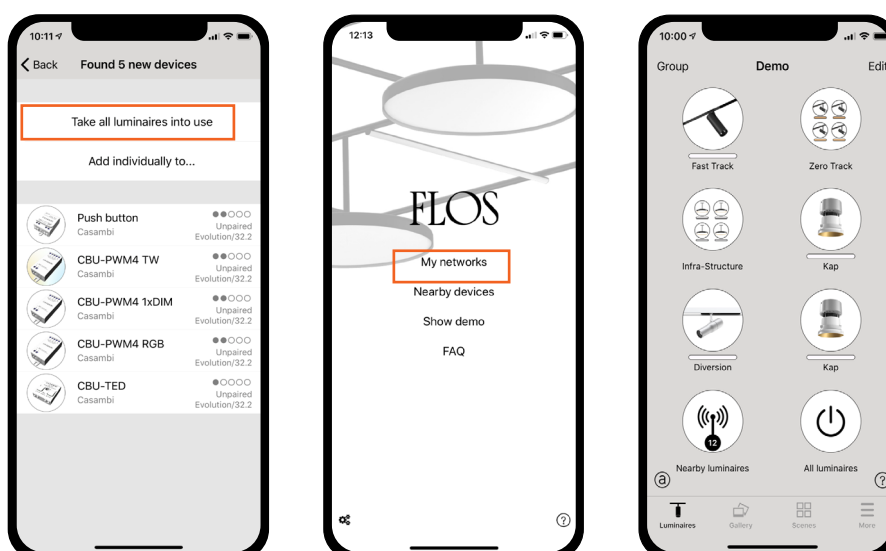 10:11
Back
Found 5 new devices
Take all luminaires into use
Add individually to...
Push button
Casambi
Unpaired
Evolution/32.2
CBU-PWM4 TW
Casambi
Unpaired
Evolution/32.2
CBU-PWM4 1xDIM
Casambi
Unpaired
Evolution/32.2
CBU-PWM4 RGB
Casambi
Unpaired
Evolution/32.2
CBU-TED
Casambi
Unpaired
Evolution/32.2
12:13
FLOS
My networks
Nearby devices
Show demo
FAQ
?
10:00
Group
Demo
Edit
Fast Track
Zero Track
Infra-Structure
Kap
Diversion
Kap
12
Nearby luminaires
All luminaires
a
?
Luminaires
Gallery
Scenes
More